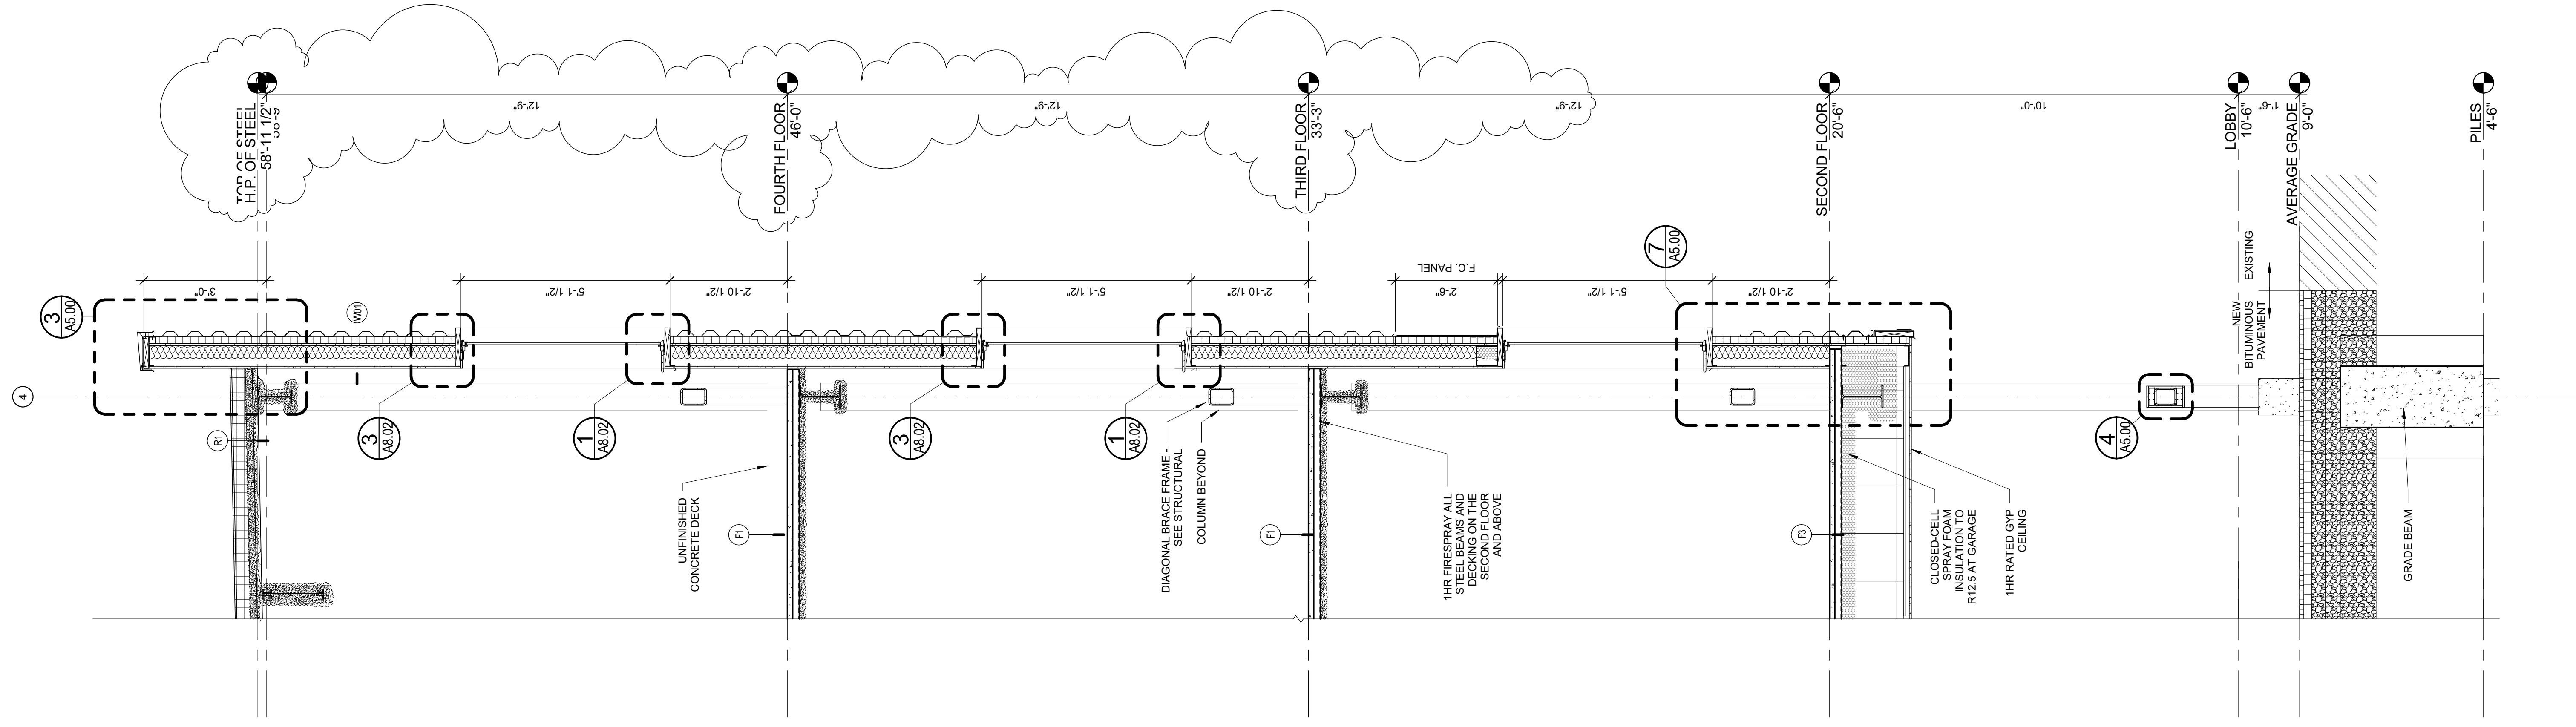 TOP OF STEEL
H.P. OF STEEL
58'-11 1/2"
12'-9"
FOURTH FLOOR
46'-0"
12'-9"
THIRD FLOOR
33'-3"
12'-9"
SECOND FLOOR
20'-6"
10'-0"
LOBBY
10'-6"
1'-6"
AVERAGE GRADE
9'-0"
PILES
4'-6"
3
A5.00
3'-0"
W01
5'-1 1/2"
2'-10 1/2"
5'-1 1/2"
2'-10 1/2"
F.C. PANEL
2'-6"
5'-1 1/2"
7
A5.00
2'-10 1/2"
NEW
BITUMINOUS
PAVEMENT
EXISTING
4
R1
3
A8.02
1
A8.02
3
A8.02
1
A8.02
4
A5.00
UNFINISHED
CONCRETE DECK
F1
DIAGONAL BRACE FRAME -
SEE STRUCTURAL
COLUMN BEYOND
F1
1HR FIRESPRAY ALL
STEEL BEAMS AND
DECKING ON THE
SECOND FLOOR
AND ABOVE
F3
CLOSED-CELL
SPRAY FOAM
INSULATION TO
R12.5 AT GARAGE
1HR RATED GYP
CEILING
GRADE BEAM